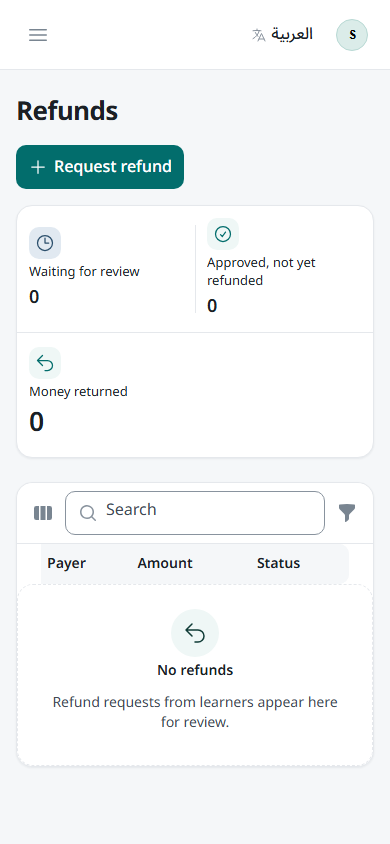 العربية
S
Refunds
Request refund
Waiting for review
0
Approved, not yet
refunded
0
Money returned
0
Search
Payer Amount Status
No refunds
Refund requests from learners appear here
for review.